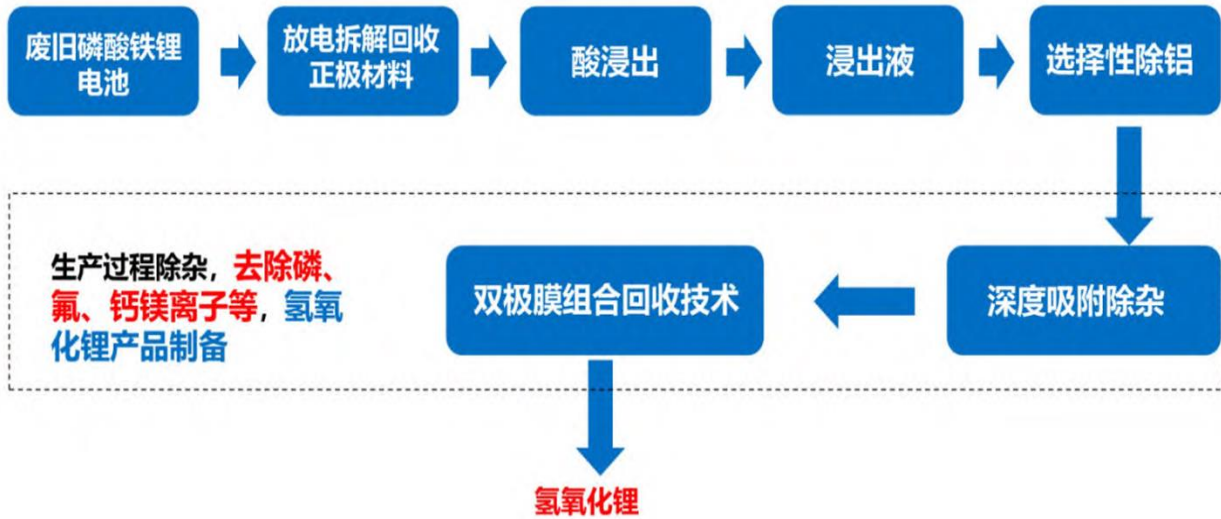 废旧磷酸铁锂
电池
放电拆解回收
正极材料
酸浸出
浸出液
选择性除铝
生产过程除杂，去除磷、
氟、钙镁离子等，氢氧
化锂产品制备
双极膜组合回收技术
深度吸附除杂
氢氧化锂